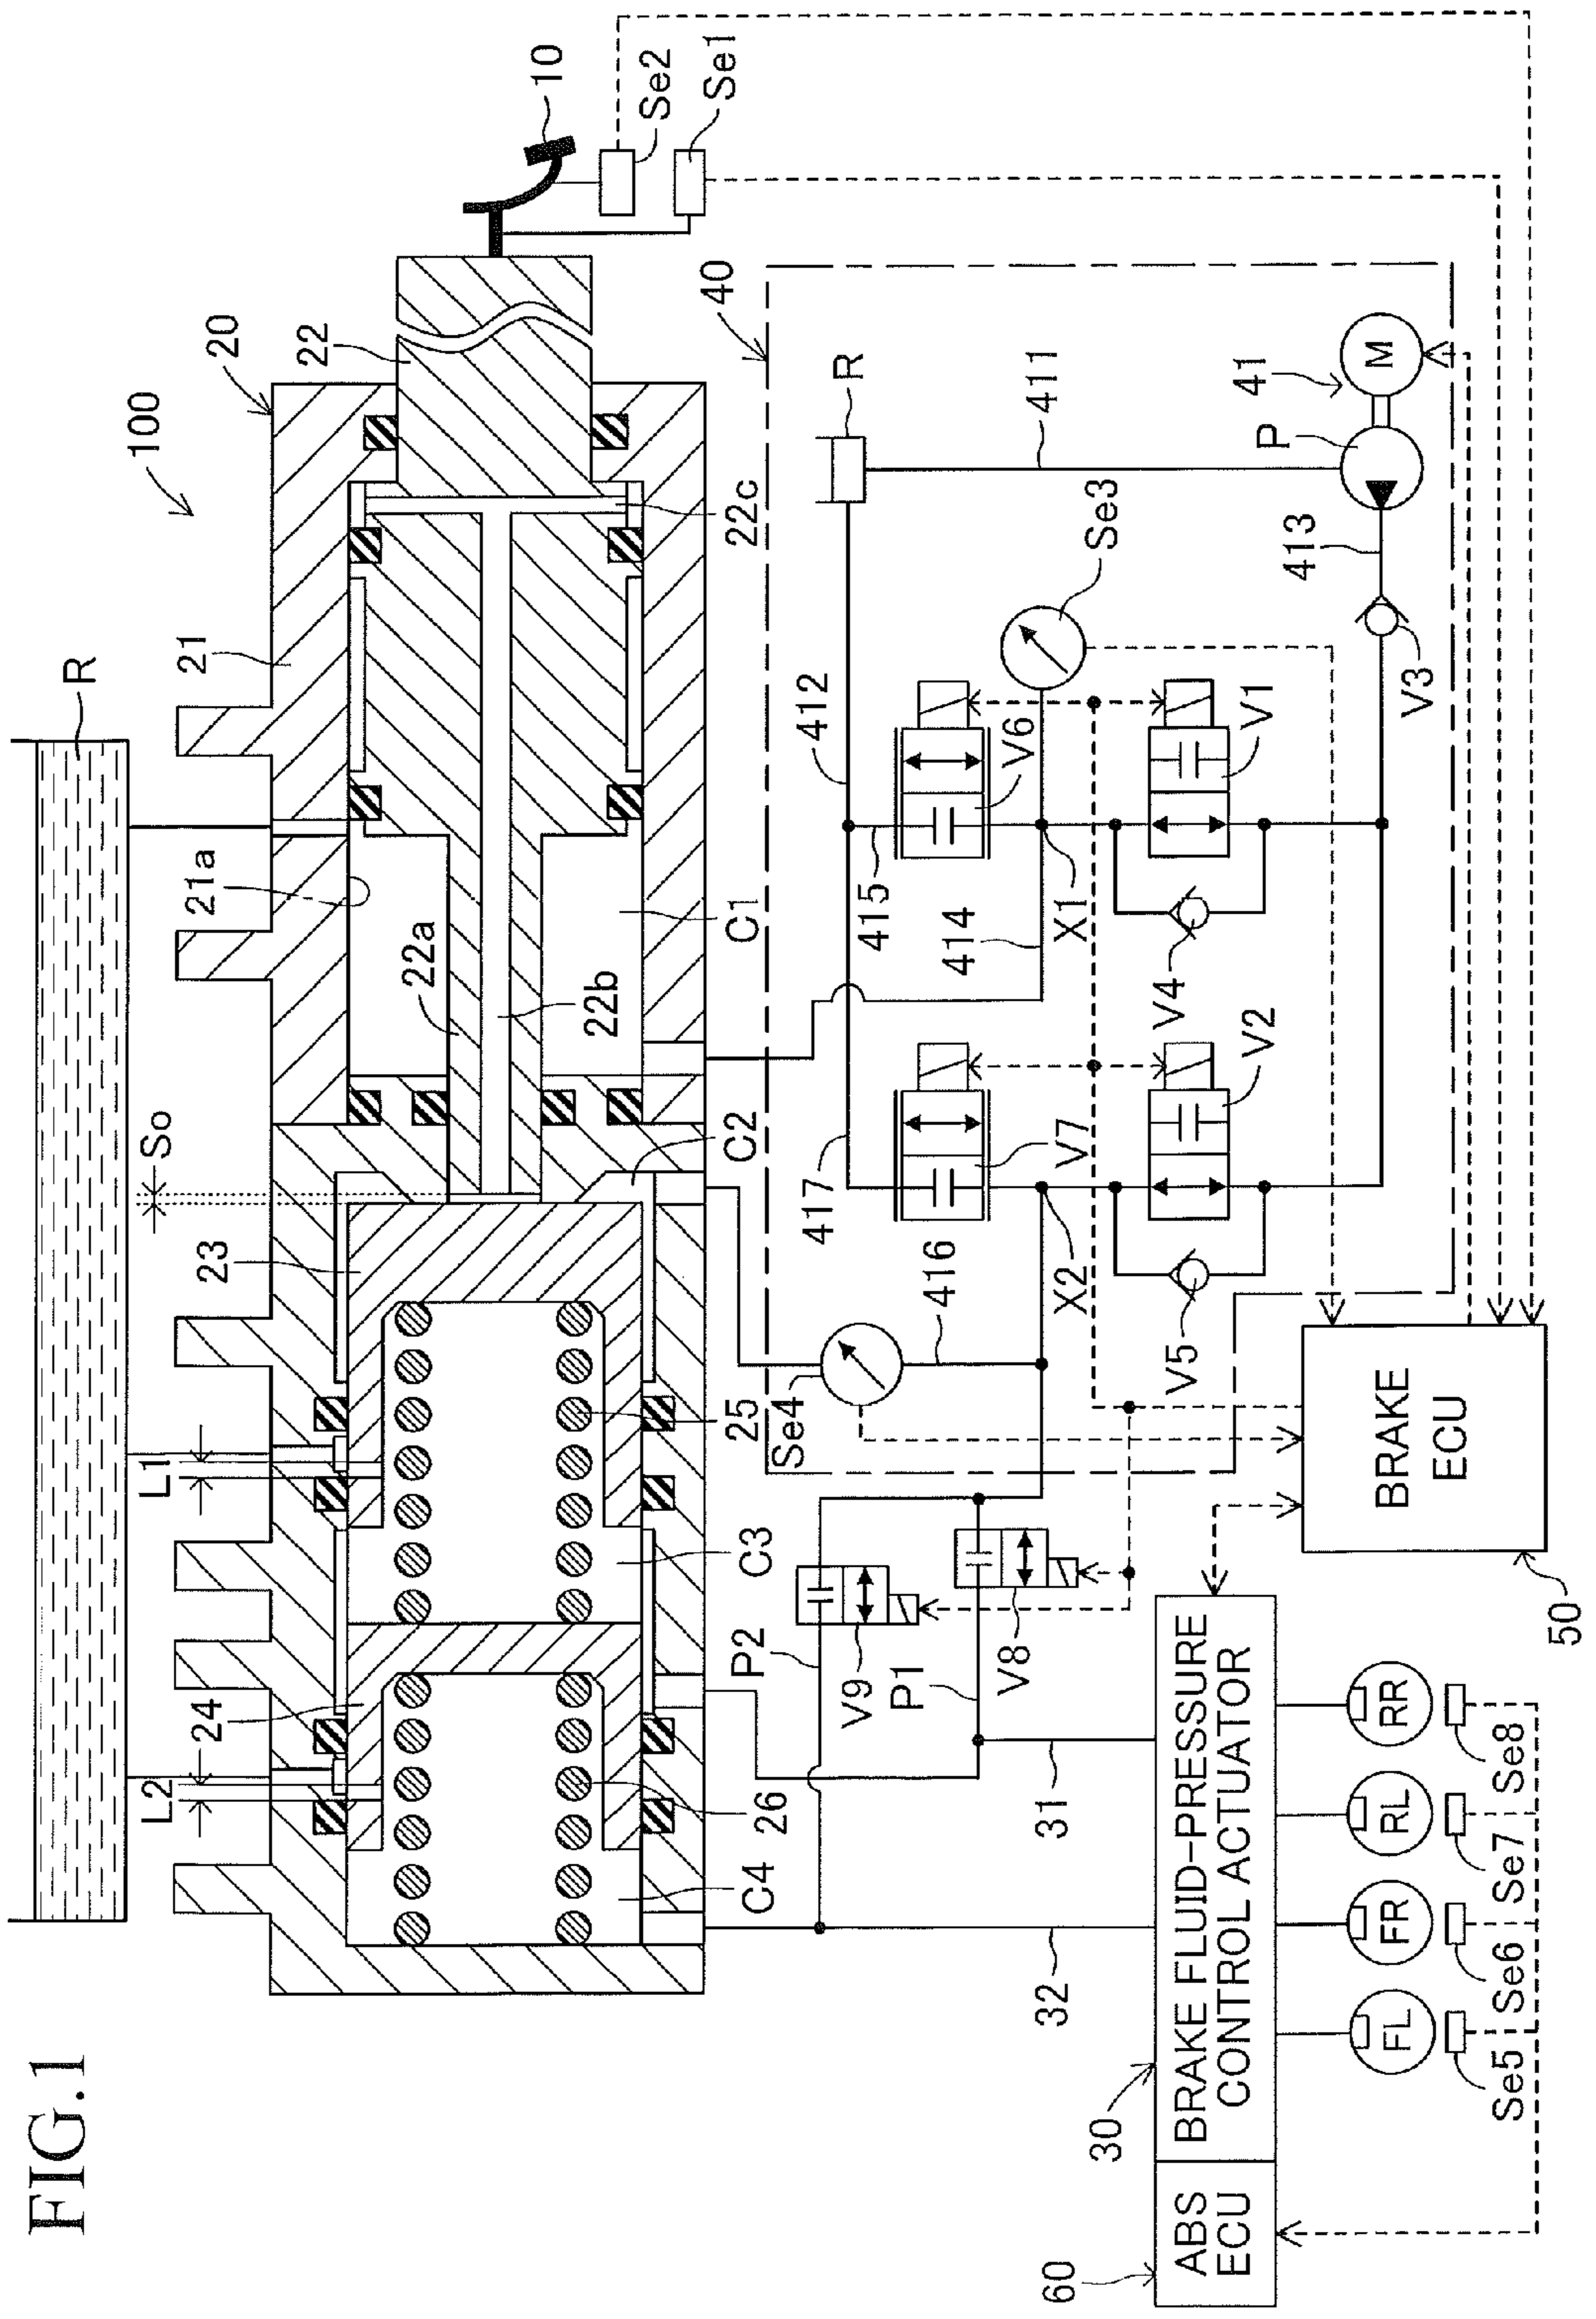 FIG.1
100
20
22
10
Se2
Se1
R
21
21a
22a
22b
22c
C1
C2
So
23
L1
25
C3
24
L2
26
C4
40
R
411
41
M
P
413
Se3
412
V6
V1
V3
415
414
X1
V4
417
V7
V2
416
X2
V5
Se4
P2
V9
P1
V8
31
32
BRAKE
ECU
50
BRAKE FLUID-PRESSURE
CONTROL ACTUATOR
30
ABS
ECU
60
FL
FR
RL
RR
Se5
Se6
Se7
Se8